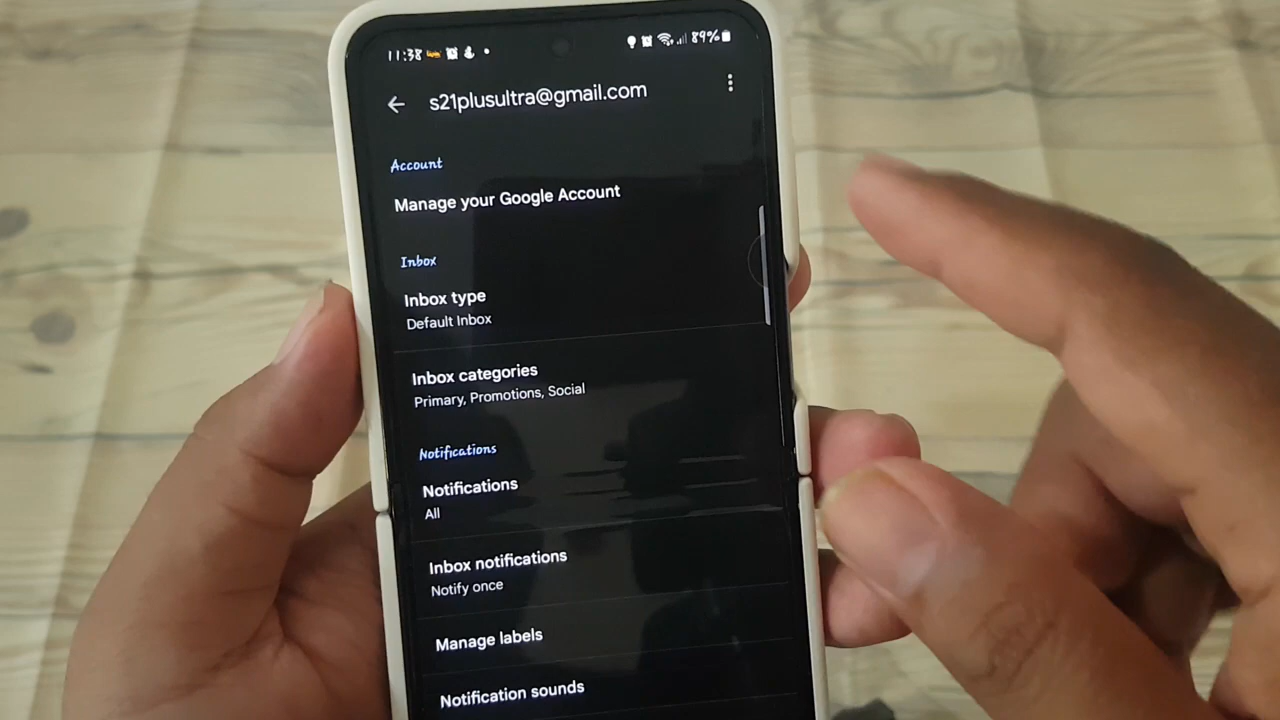 11:38 89%
s21plusultra@gmail.com
Account
Manage your Google Account
Inbox
Inbox type
Default Inbox
Inbox categories
Primary, Promotions, Social
Notifications
Notifications
All
Inbox notifications
Notify once
Manage labels
Notification sounds